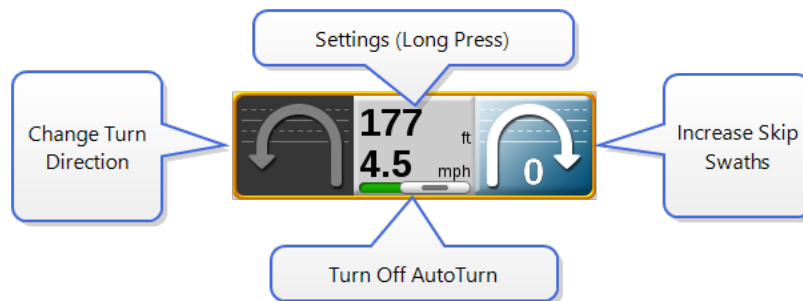 Settings (Long Press)
Change Turn
Direction
177 ft
4.5 mph
0
Increase Skip
Swaths
Turn Off AutoTurn